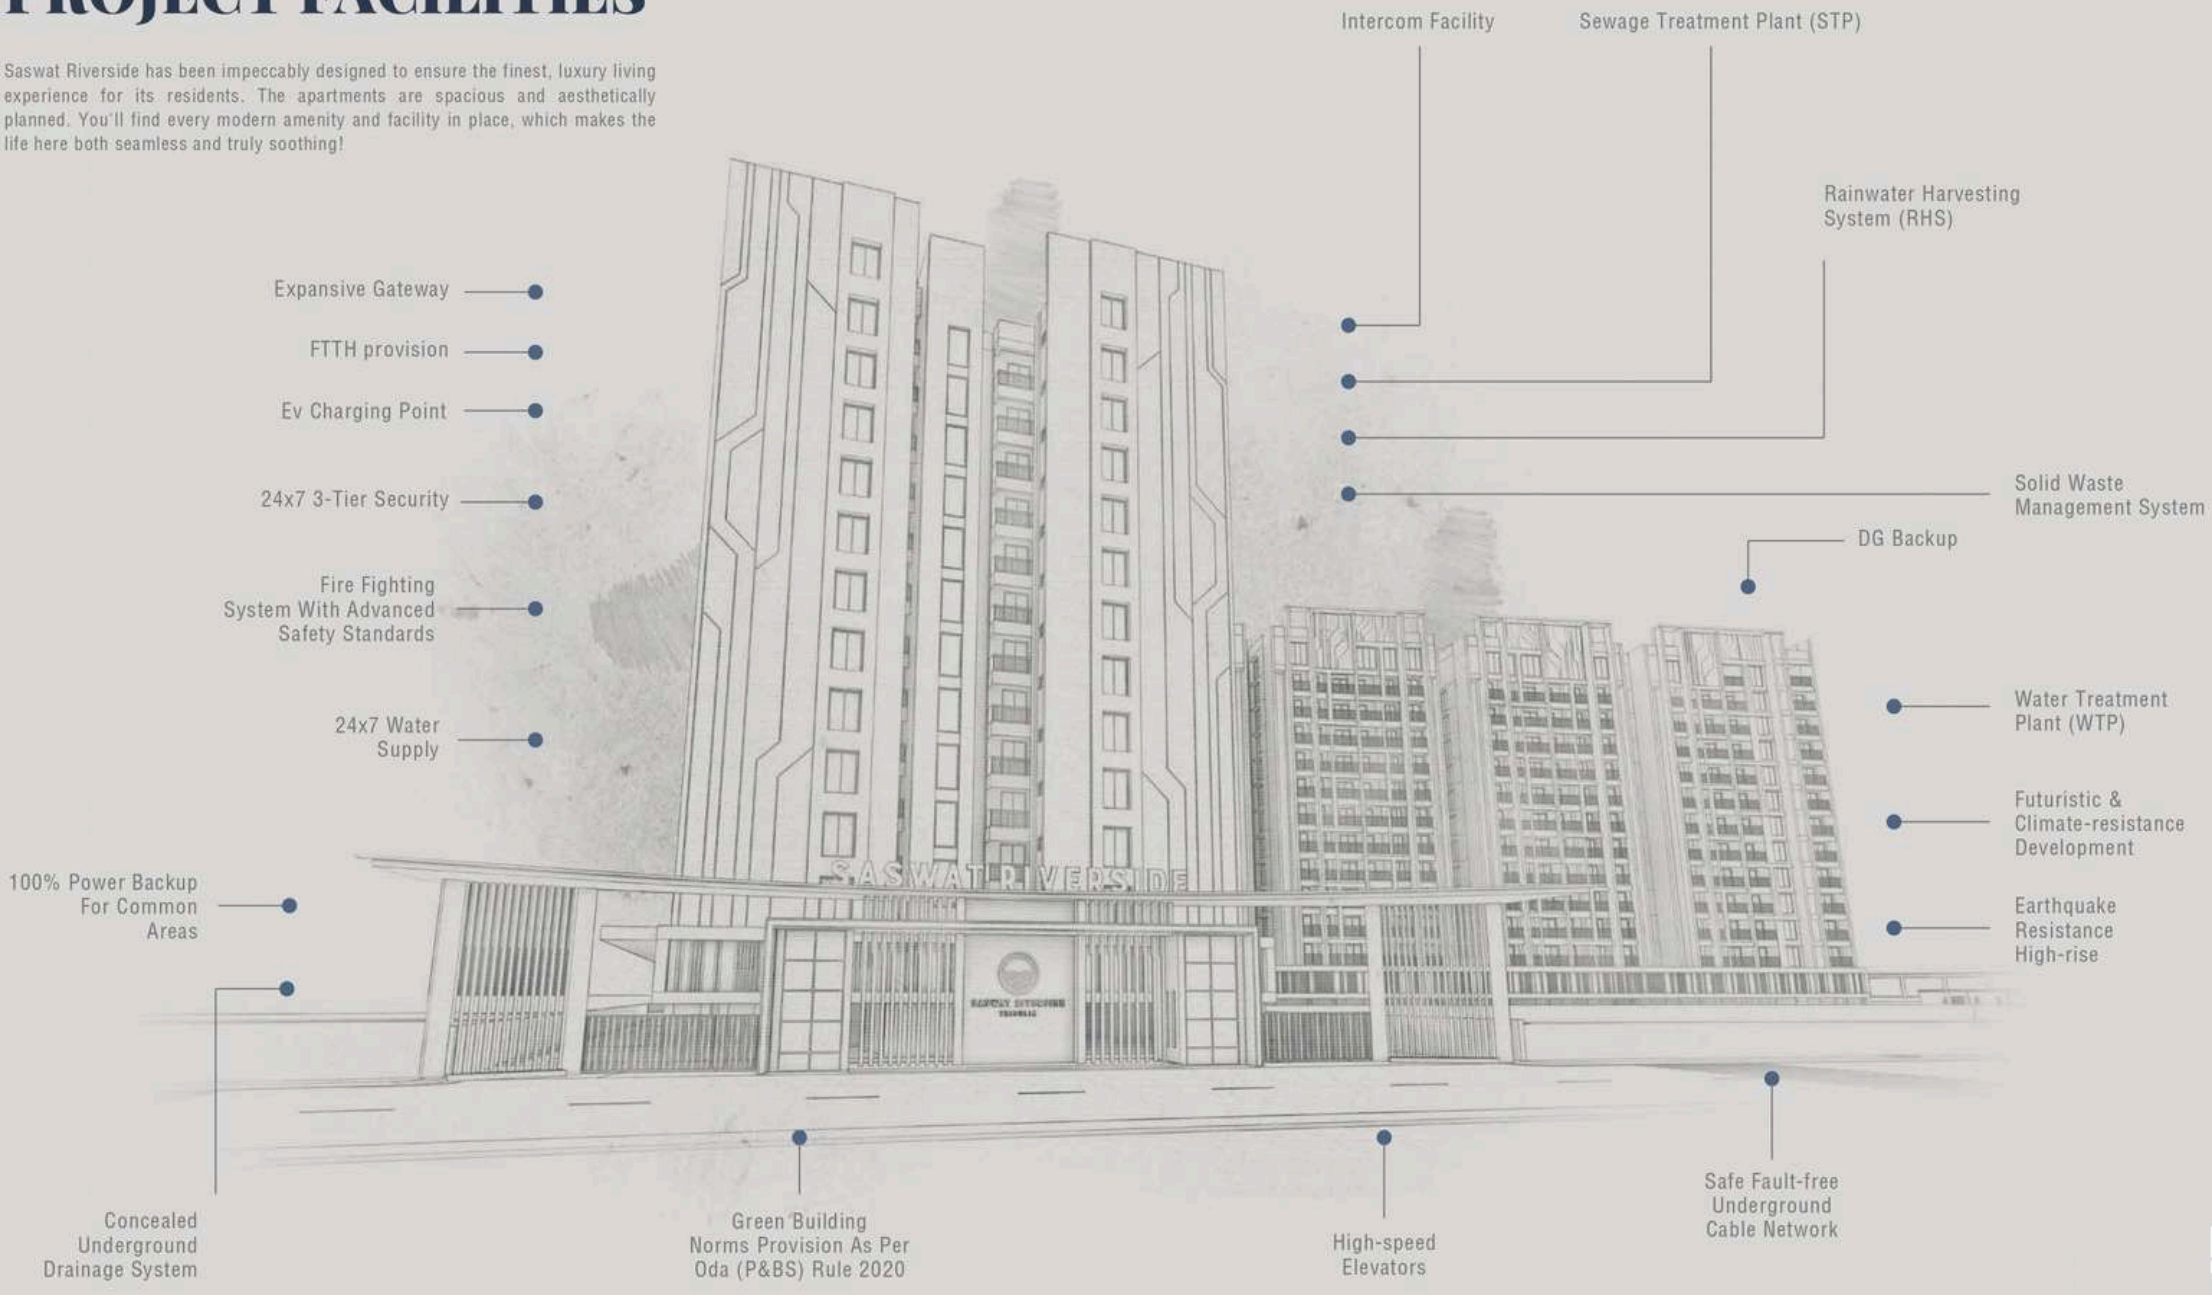 PROJECT FACILITIES
Saswat Riverside has been impeccably designed to ensure the finest, luxury living
experience for its residents. The apartments are spacious and aesthetically
planned. You'll find every modern amenity and facility in place, which makes the
life here both seamless and truly soothing!
Intercom Facility
Sewage Treatment Plant (STP)
Rainwater Harvesting
System (RHS)
Expansive Gateway
FTTH provision
Ev Charging Point
24x7 3-Tier Security
Solid Waste
Management System
DG Backup
Fire Fighting
System With Advanced
Safety Standards
24x7 Water
Supply
Water Treatment
Plant (WTP)
Futuristic &
Climate-resistance
Development
100% Power Backup
For Common
Areas
Earthquake
Resistance
High-rise
SASWAT RIVERSIDE
SASWAT RIVERSIDE
Concealed
Underground
Drainage System
Green Building
Norms Provision As Per
Oda (P&BS) Rule 2020
High-speed
Elevators
Safe Fault-free
Underground
Cable Network